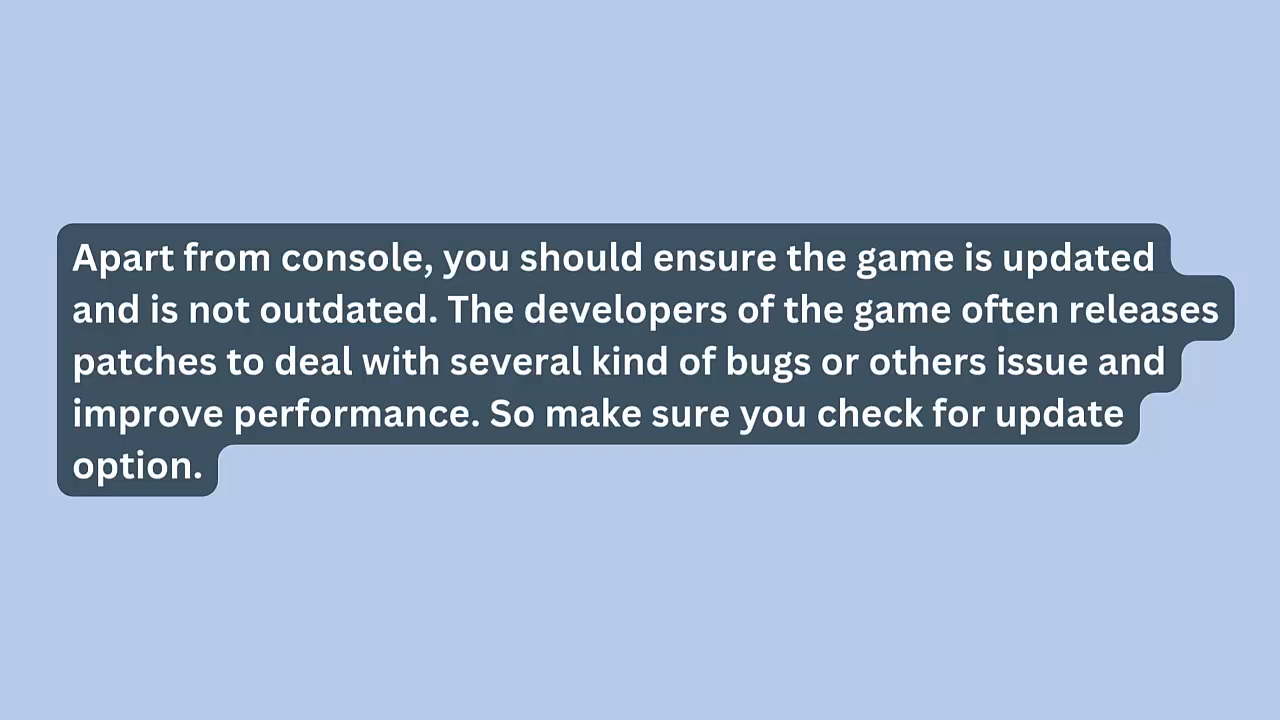 Apart from console, you should ensure the game is updated
and is not outdated. The developers of the game often releases
patches to deal with several kind of bugs or others issue and
improve performance. So make sure you check for update
option.